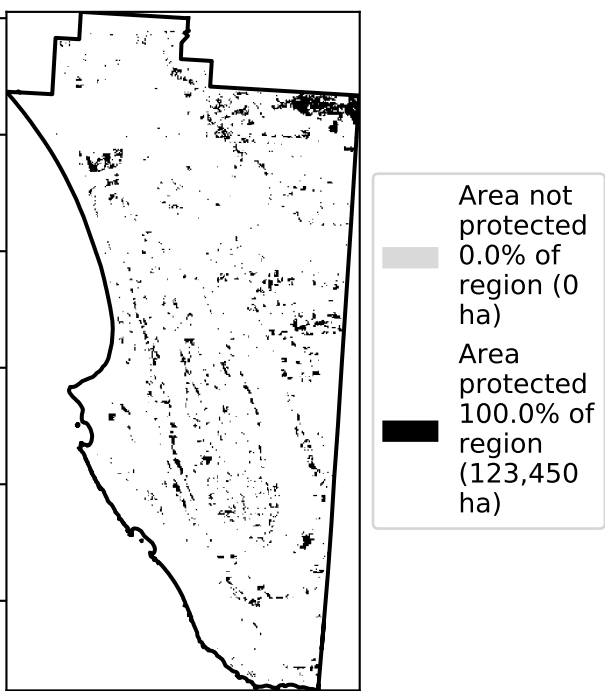 Area not
protected
0.0% of
region (0
ha)
Area
protected
100.0% of
region
(123,450
ha)